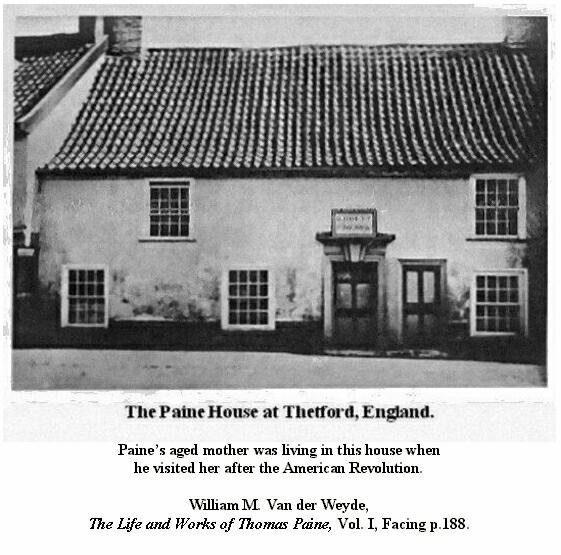 The Paine House at Thetford, England.
Paine's aged mother was living in this house when
he visited her after the American Revolution.
William M. Van der Weyde,
The Life and Works of Thomas Paine, Vol. I, Facing p.188.